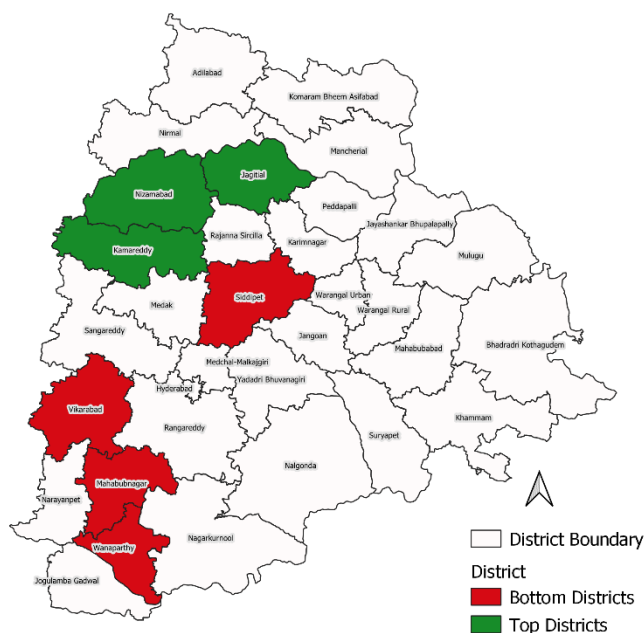 Adilabad
Komaram Bheem Asifabad
Nirmal
Mancherial
Jagitial
Nizamabad
Peddapalli
Jayashankar Bhupalapally
Rajanna Sircilla
Karimnagar
Kamareddy
Mulugu
Siddipet
Warangal Urban
Medak
Warangal Rural
Sangareddy
Jangoan
Bhadradri Kothagudem
Mahabubabad
Medchai-Malkajgiri
Yadadri Bhuvanagiri
Hyderabad
Vikarabad
Khammam
Rangareddy
Suryapet
Nalgonda
Mahabubnagar
Narayanpet
Nagarkurnool
Wanaparthy
Jogulamba Gadwal
District Boundary
District
Bottom Districts
Top Districts